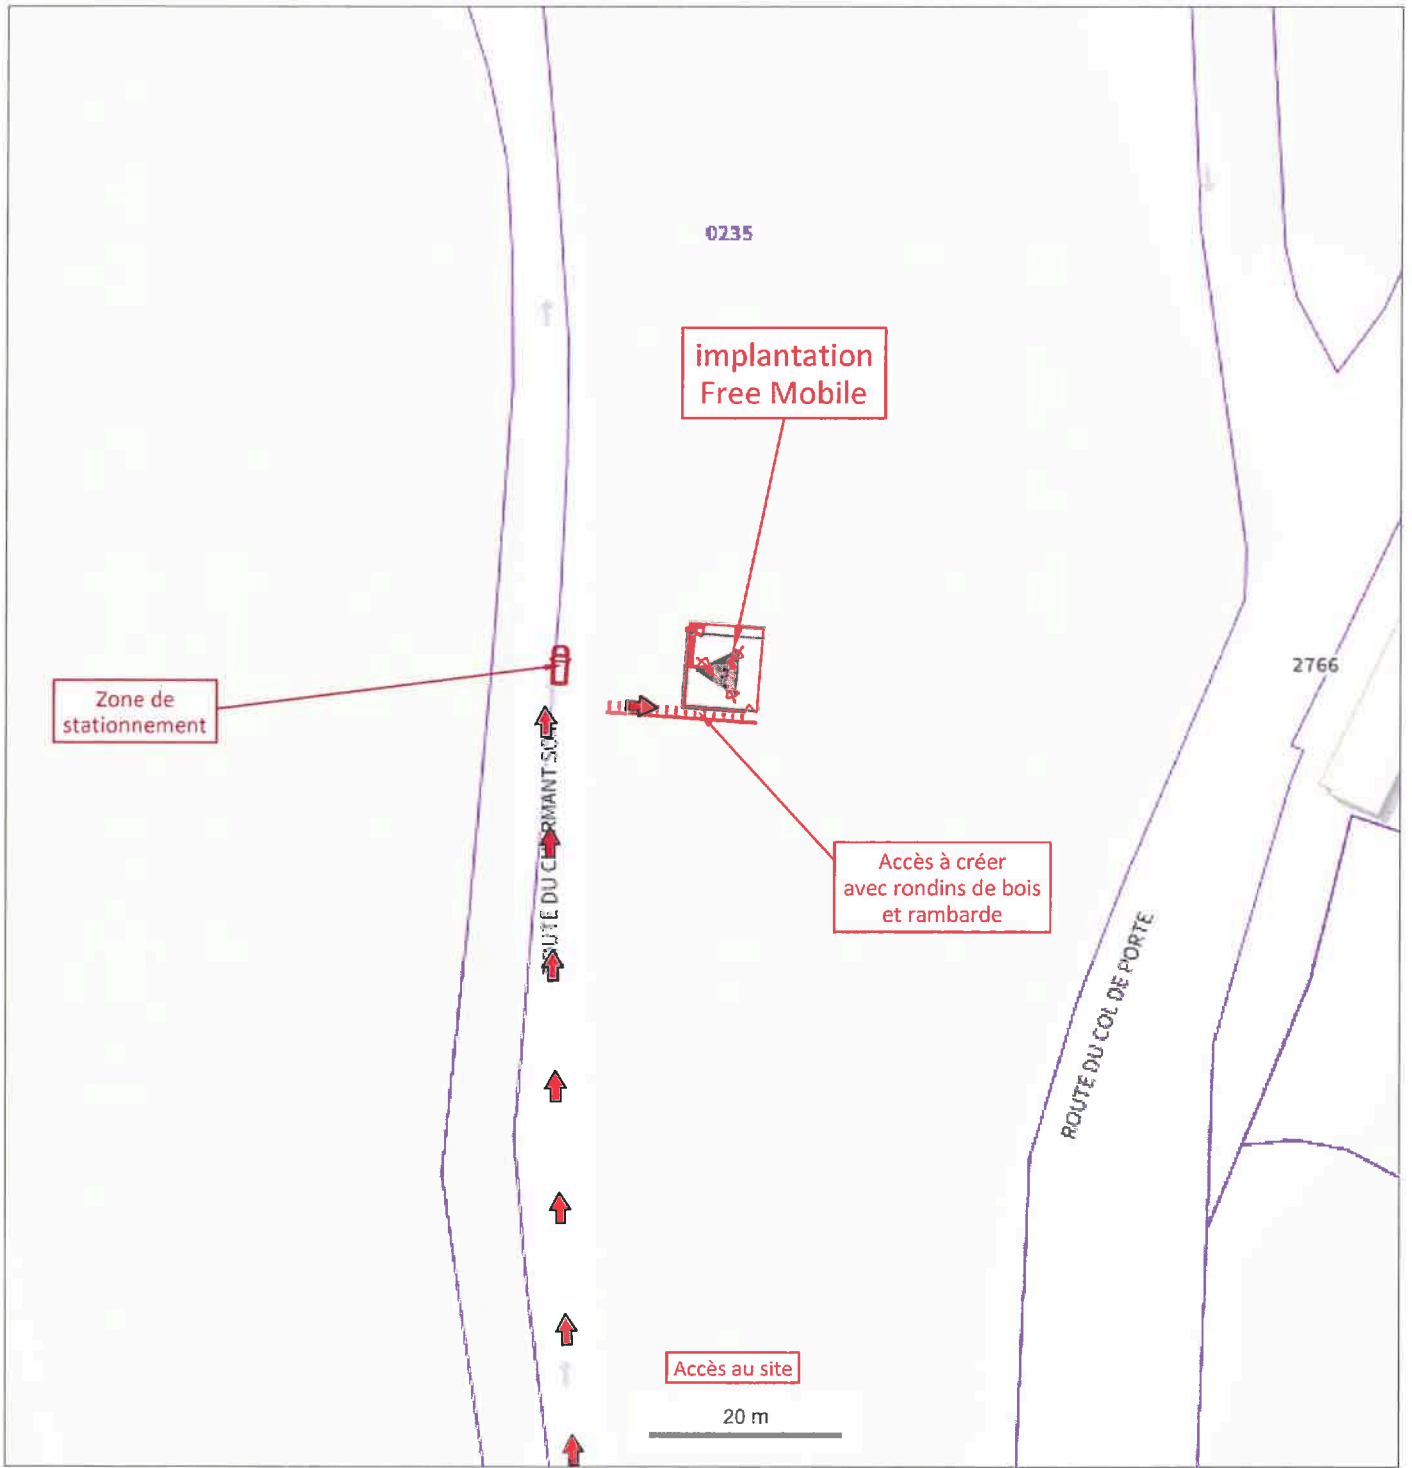 0235
implantation
Free Mobile
2766
Zone de
stationnement
DU
Accès à créer
avec rondins de bois
et rambarde
ROUTE DU COL DE PORTE
Accès au site
20 m